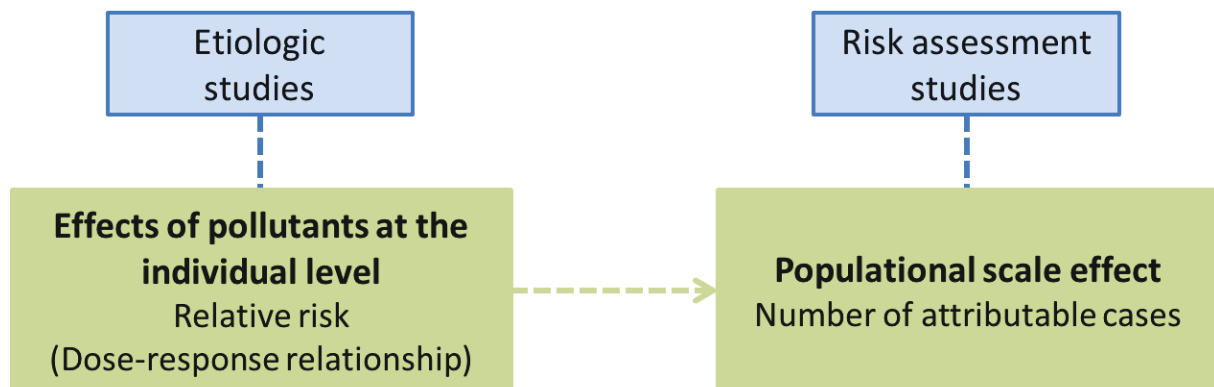 Etiologic
studies
Risk assessment
studies
Effects of pollutants at the
individual level
Relative risk
(Dose-response relationship)
Populational scale effect
Number of attributable cases